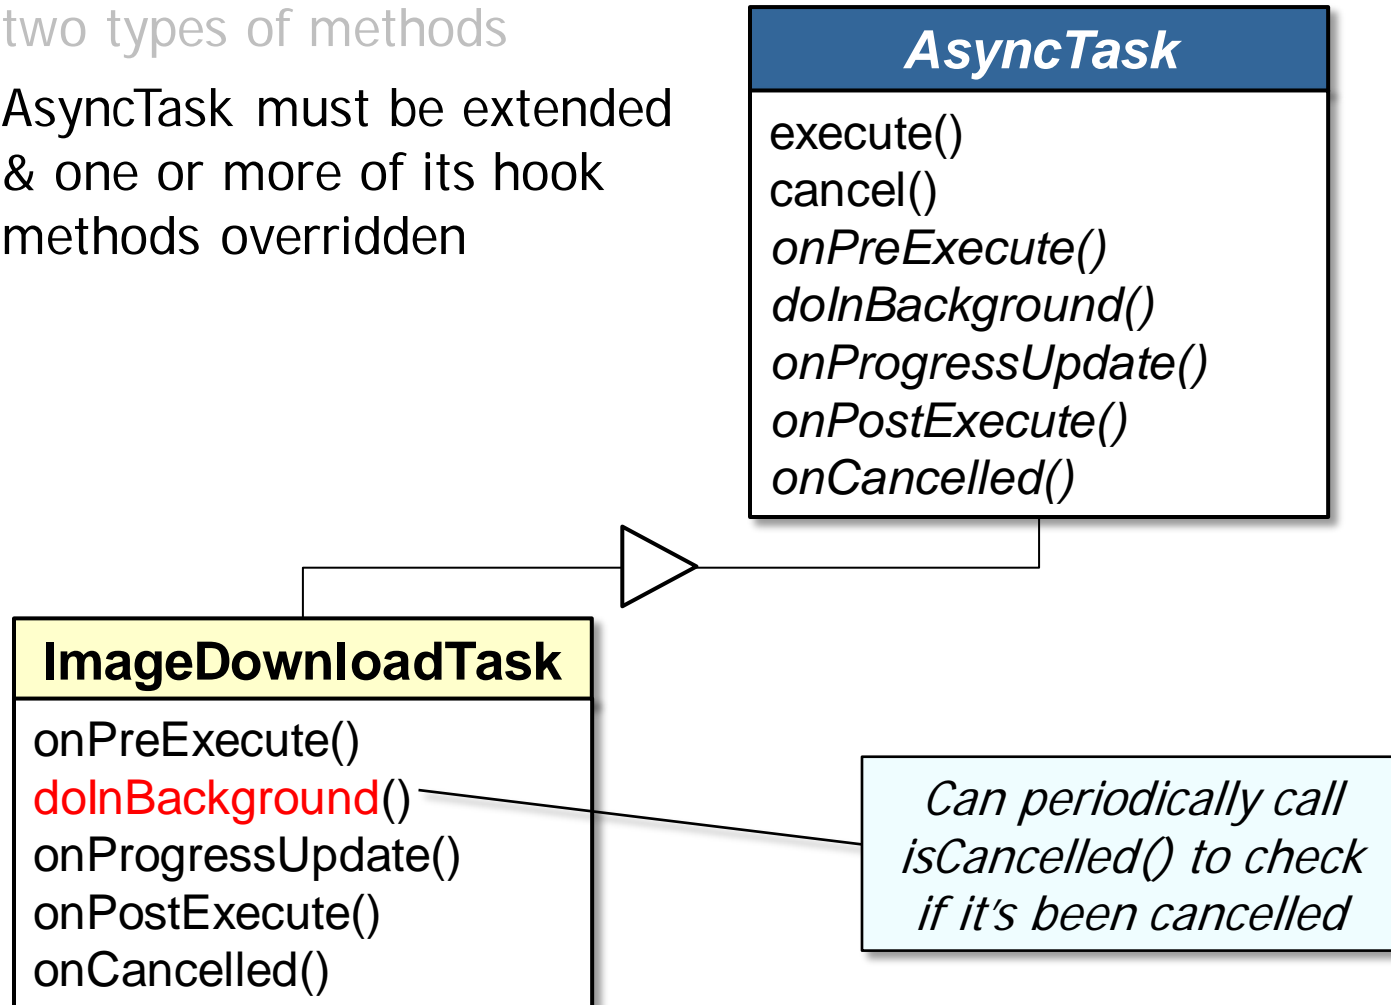 two types of methods
AsyncTask must be extended
& one or more of its hook
methods overridden
AsyncTask
execute()
cancel()
onPreExecute()
doInBackground()
onProgressUpdate()
onPostExecute()
onCancelled()
ImageDownloadTask
onPreExecute()
doInBackground()
onProgressUpdate()
onPostExecute()
onCancelled()
Can periodically call
isCancelled() to check
if it’s been cancelled